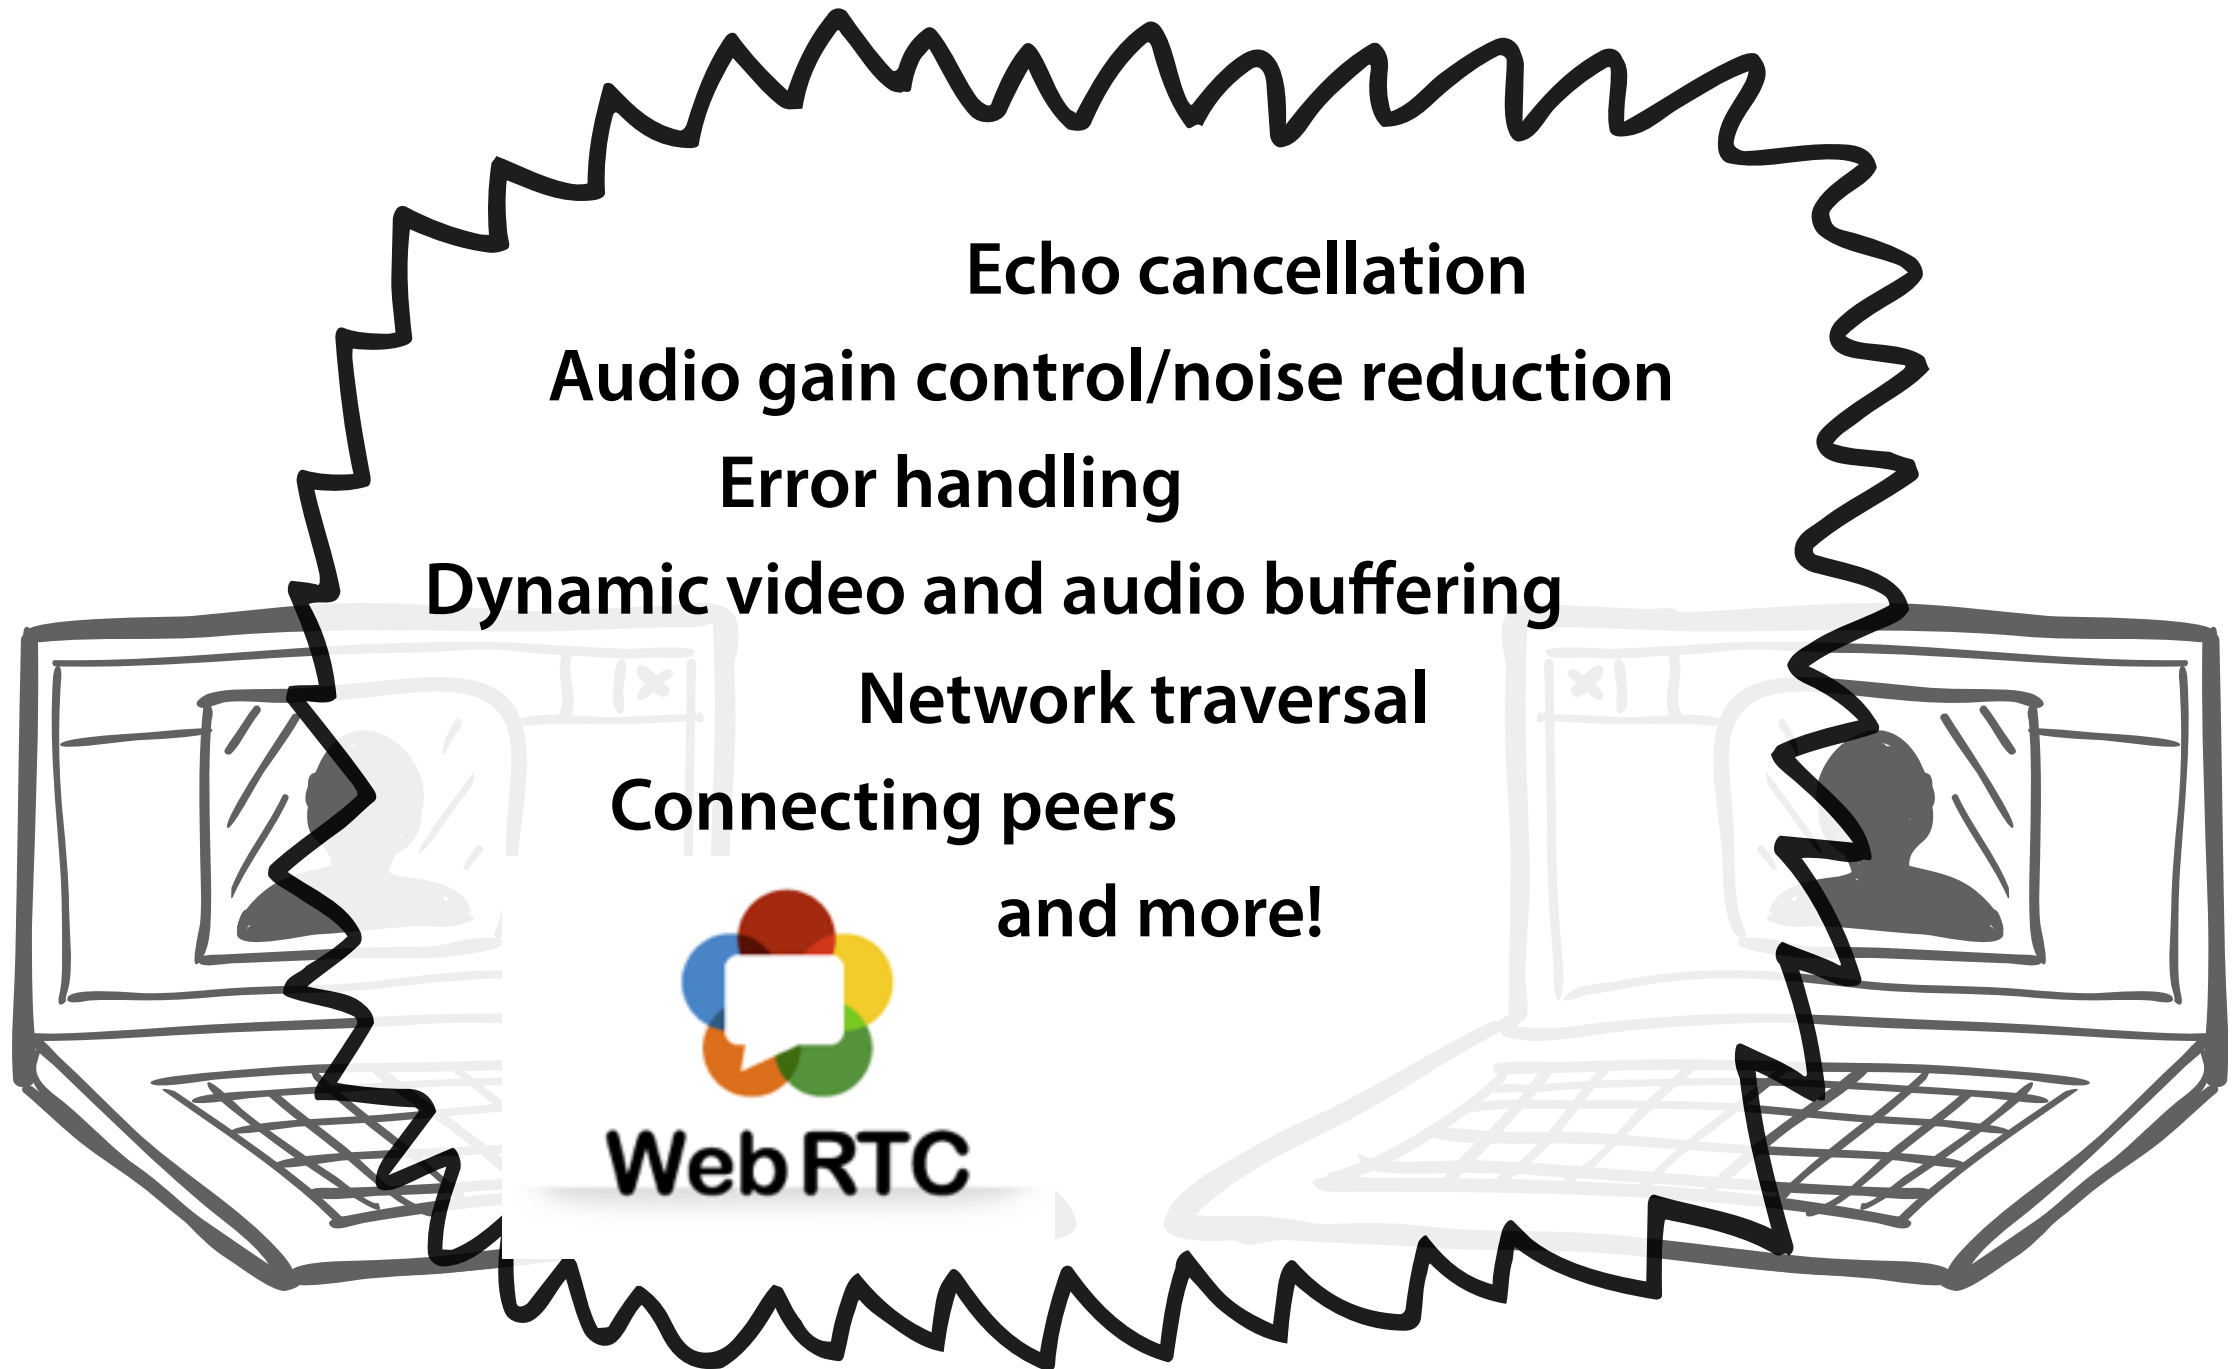 Echo cancellation
Audio gain control/noise reduction
Error handling
Dynamic video and audio buffering
Network traversal
Connecting peers
and more!
WebRTC